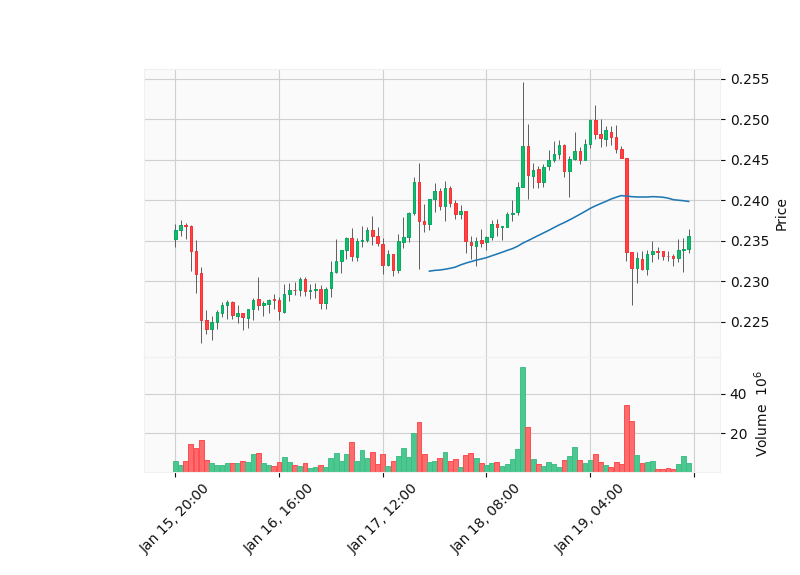 0.255
0.250
0.245
0.240
0.235
0.230
0.225
Price
40
20
Volume 10^6
Jan 15, 20:00
Jan 16, 16:00
Jan 17, 12:00
Jan 18, 08:00
Jan 19, 04:00